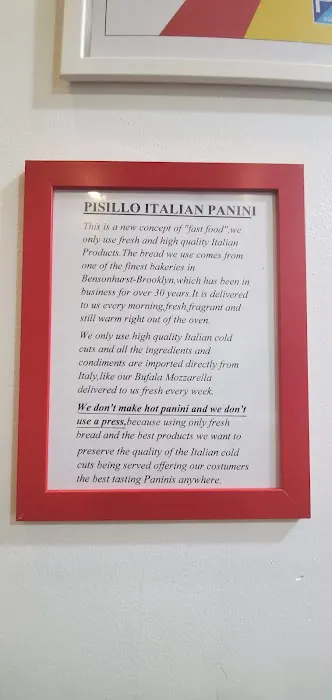 PISILLO ITALIAN PANINI
This is a new concept of "fast food",we
only use fresh and high quality Italian
Products.The bread we use comes from
one of the finest bakeries in
Bensonhurst-Brooklyn,which has been in
business for over 30 years.It is delivered
to us every morning,fresh,fragrant and
still warm right out of the oven.
We only use high quality Italian cold
cuts and all the ingredients and
condiments are imported directly from
Italy,like our Bufala Mozzarella
delivered to us fresh every week.
We don't make hot panini and we don't
use a press,because using only fresh
bread and the best products we want to
preserve the quality of the Italian cold
cuts being served offering our costumers
the best tasting Paninis anywhere.